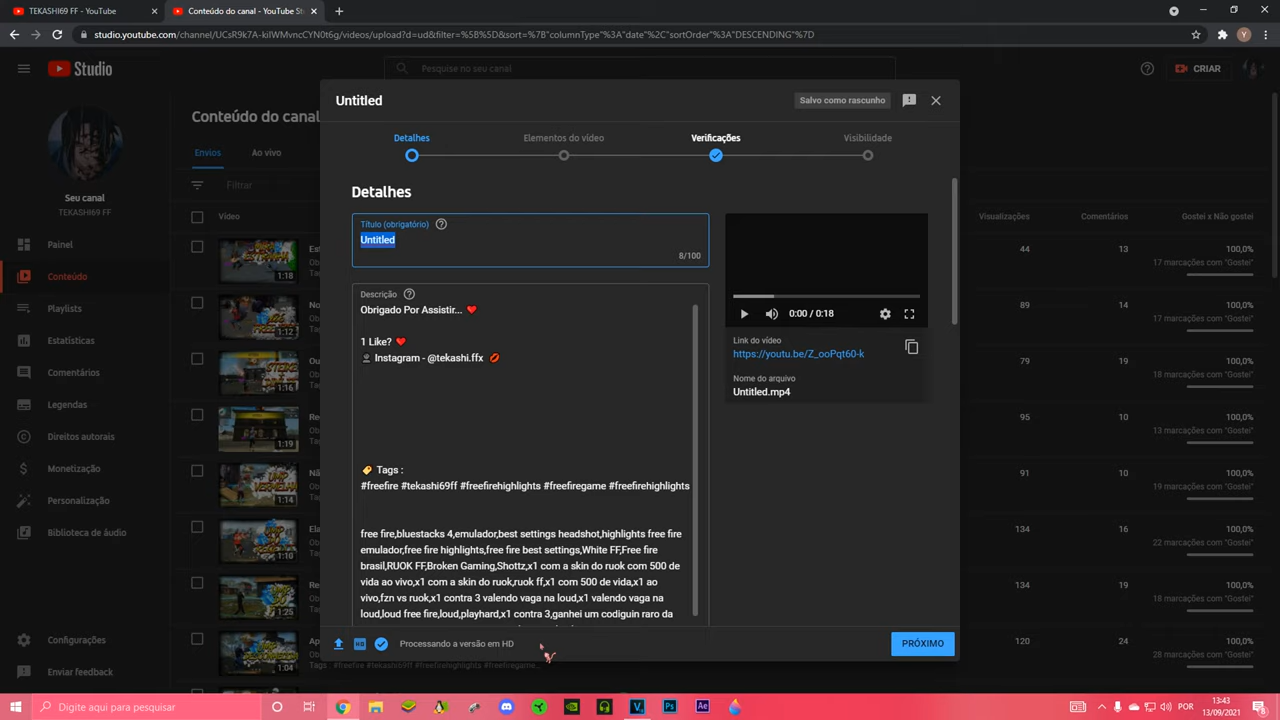 TEKASHI69 FF - YouTube
Conteúdo do canal - YouTube St
studio.youtube.com/channel/UCsR9k7A-kiIWMvncCYN0t6g/videos/upload?d=ud&filter=%5B%5D&sort=%7B"columnType"%3A"date"%2C"sortOrder"%3A"DESCENDING"%7D
Studio
Pesquise no seu canal
CRIAR
Seu canal
TEKASHI69 FF
Painel
Conteúdo
Playlists
Estatísticas
Comentários
Legendas
Direitos autorais
Monetização
Personalização
Biblioteca de áudio
Configurações
Enviar feedback
Conteúdo do canal
Envios
Ao vivo
Filtrar
Vídeo
Visualizações
Comentários
Gostei x Não gostei
1:18
44
13
100,0%
17 marcações com "Gostei"
1:12
89
14
100,0%
17 marcações com "Gostei"
1:16
79
19
100,0%
18 marcações com "Gostei"
1:19
95
10
100,0%
13 marcações com "Gostei"
1:14
91
10
100,0%
17 marcações com "Gostei"
1:10
134
16
100,0%
22 marcações com "Gostei"
134
19
100,0%
18 marcações com "Gostei"
1:04
120
24
100,0%
Tags : #freefire #tekashi69ff #freefirehighlights #freefiregame...
Untitled
Salvo como rascunho
Detalhes
Elementos do vídeo
Verificações
Visibilidade
Detalhes
Título (obrigatório)
Untitled
8/100
Descrição
Obrigado Por Assistir... ❤️
1 Like? ❤️
Instagram - @tekashi.ffx 💋
🏷️ Tags :
#freefire #tekashi69ff #freefirehighlights #freefiregame #freefirehighlights
free fire,bluestacks 4,emulador,best settings headshot,highlights free fire
emulador,free fire highlights,free fire best settings,White FF,Free fire
brasil,RUOK FF,Broken Gaming,Shottz,x1 com a skin do ruok com 500 de
vida ao vivo,x1 com a skin do ruok,ruok ff,x1 com 500 de vida,x1 ao
vivo,fzn vs ruok,x1 contra 3 valendo vaga na loud,x1 valendo vaga na
loud,loud free fire,loud,playhard,x1 contra 3,ganhei um codiguin raro da
0:00 / 0:18
Link do vídeo
https://youtu.be/Z_ooPqt60-k
Nome do arquivo
Untitled.mp4
HD
Processando a versão em HD
PRÓXIMO
Digite aqui para pesquisar
Ps
Ae
POR
13:43
13/09/2021